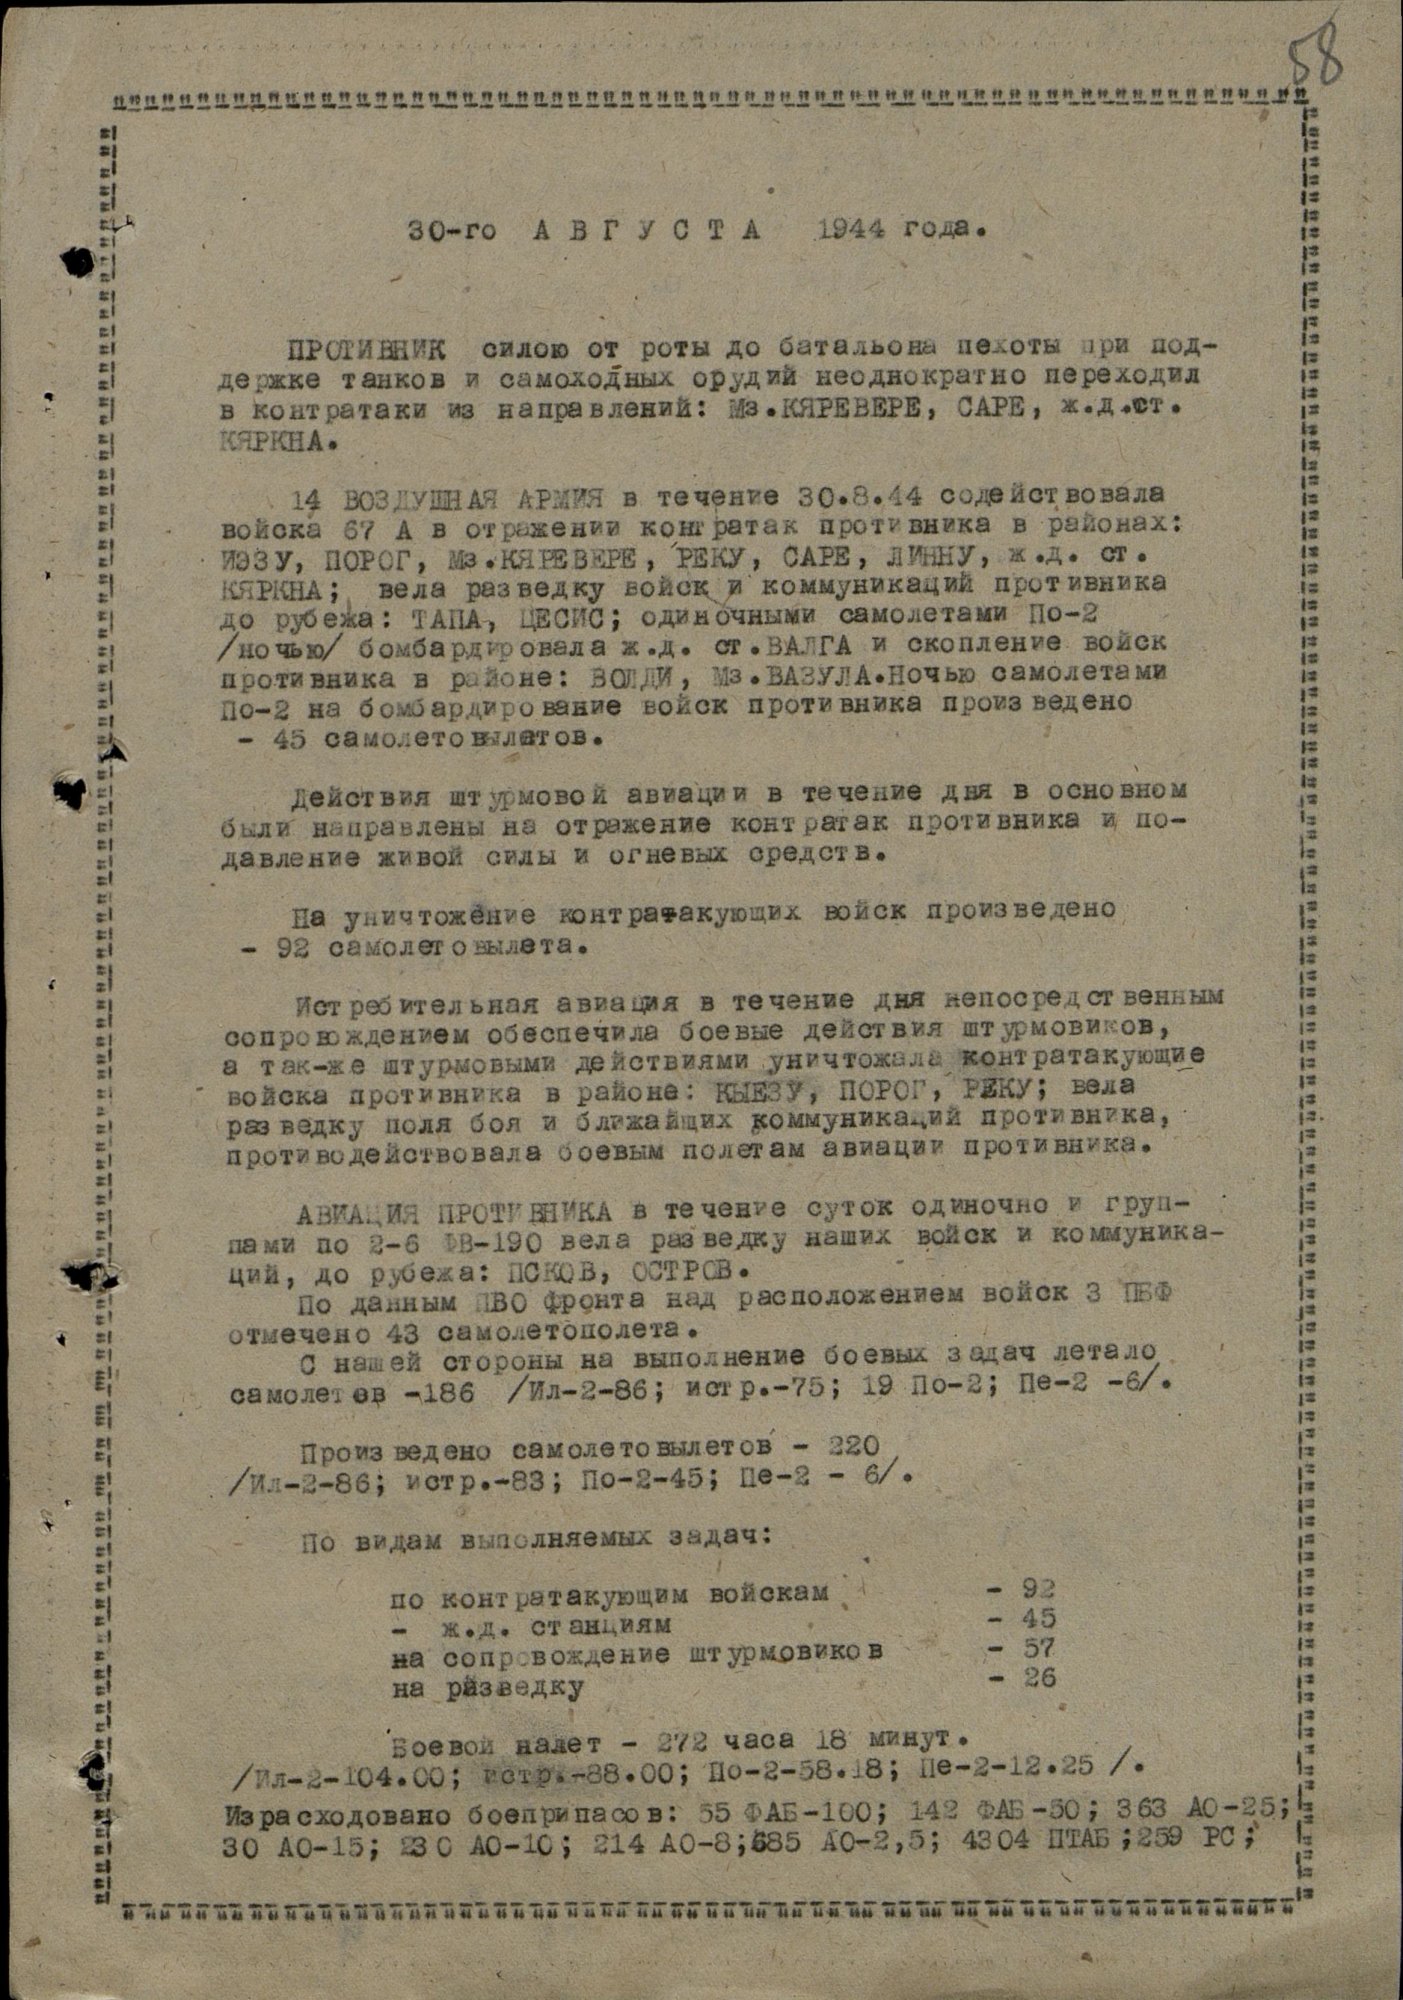 58
30-го А В Г У С Т А 1944 года.
ПРОТИВНИК силою от роты до батальона пехоты при под-
держке танков и самоходных орудий неоднократно переходил
в контратаки из направлений: Мз.КЯРЕВЕРЕ, САРЕ, ж.д.ст.
КЯРКНА.
14 ВОЗДУШНАЯ АРМИЯ в течение 30.8.44 содействовала
войска 67 А в отражении контратак противника в районах:
ИЭЗУ, ПОРОГ, Мз.КЯРЕВЕРЕ, РЕКУ, САРЕ, ЛИННУ, ж.д. ст.
КЯРКНА; вела разведку войск и коммуникаций противника
до рубежа: ТАПА, ЦЕСИС; одиночными самолетами По-2
/ночью/ бомбардировала ж.д. ст.ВАЛГА и скопление войск
противника в районе: ВОЛДИ, Мз.ВАЗУЛА.Ночью самолетами
По-2 на бомбардирование войск противника произведено
- 45 самолетовылетов.
Действия штурмовой авиации в течение дня в основном
были направлены на отражение контратак противника и по-
давление живой силы и огневых средств.
На уничтожение контратакующих войск произведено
- 92 самолетовылета.
Истребительная авиация в течение дня непосредственным
сопровождением обеспечила боевые действия штурмовиков,
а так-же штурмовыми действиями уничтожала контратакующие
войска противника в районе: КЫЕЗУ, ПОРОГ, РЕКУ; вела
разведку поля боя и ближайших коммуникаций противника,
противодействовала боевым полетам авиации противника.
АВИАЦИЯ ПРОТИВНИКА в течение суток одиночно и груп-
пами по 2-6 ФВ-190 вела разведку наших войск и коммуника-
ций, до рубежа: ПСКОВ, ОСТРОВ.
По данным ПВО фронта над расположением войск 3 ПБФ
отмечено 43 самолетополета.
С нашей стороны на выполнение боевых задач летало
самолетов -186 /Ил-2-86; истр.-75; 19 По-2; Пе-2 -6/.
Произведено самолетовылетов - 220
/Ил-2-86; истр.-83; По-2-45; Пе-2 - 6/.
По видам выполняемых задач:
по контратакующим войскам - 92
- ж.д. станциям - 45
на сопровождение штурмовиков - 57
на разведку - 26
Боевой налет - 272 часа 18 минут.
/Ил-2-104.00; истр.-88.00; По-2-58.18; Пе-2-12.25 /.
Израсходовано боеприпасов: 55 ФАБ-100; 142 ФАБ-50; 363 АО-25;
30 АО-15; 230 АО-10; 214 АО-8; 685 АО-2,5; 4304 ПТАБ;259 РС;